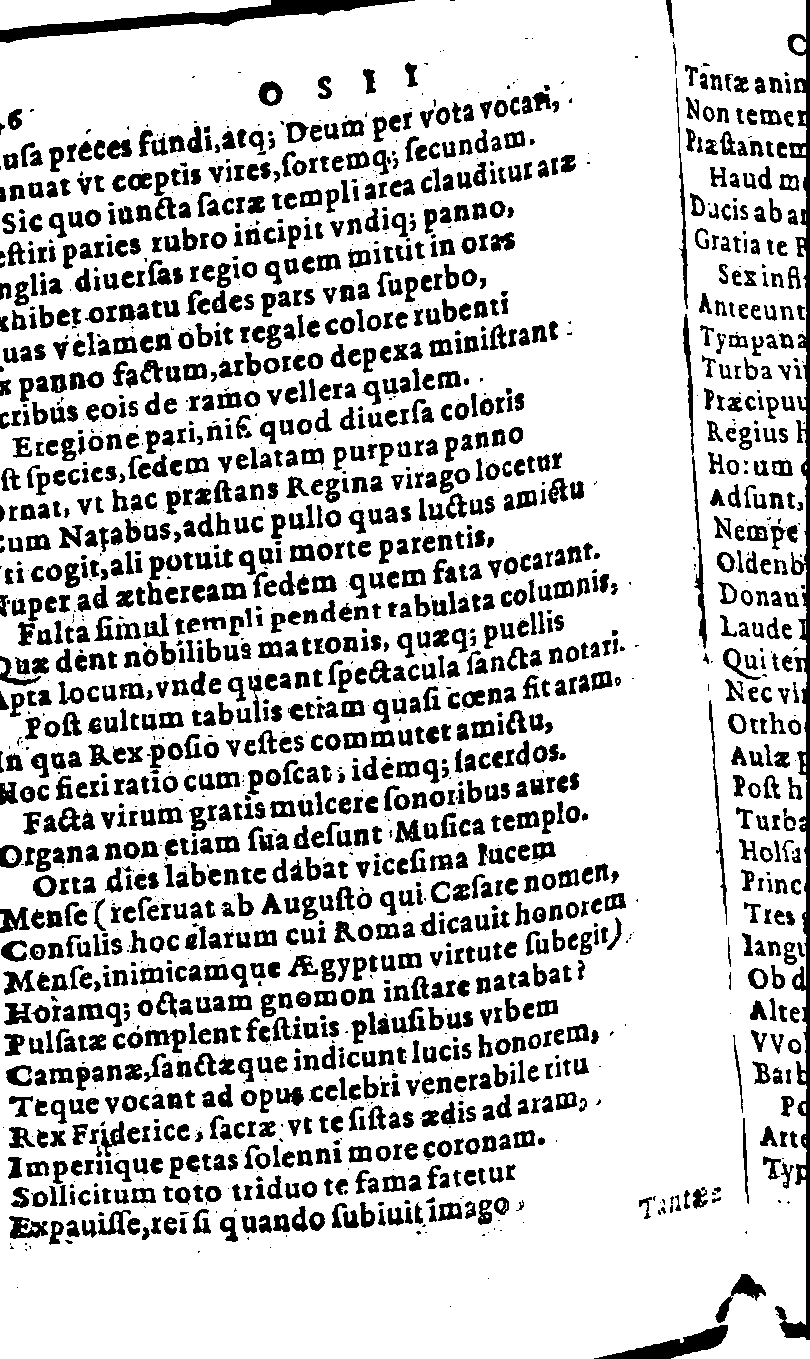 46
O S I I
usa preces fundi, atq; Deum per vota vocari,
annuat vt cœptis vires, sortemq; secundam.
Sic quo iuncta sacræ templi area clauditur aræ
estiri paries rubro incipit vndiq; panno,
nglia diuersas regio quem mittit in oras
xhibet ornatu sedes pars vna superbo,
uas velamen obit regale colore rubenti
x panno factum, arboreo depexa ministrant
cribus eois de ramo vellera qualem.
E regione pari, nisi quod diuersa coloris
st species, sedem velatam purpura panno
ornat, vt hac præstans Regina virago locetur
cum Natabus, adhuc pullo quas luctus amictu
ti cogit, ali potuit qui morte parentis,
Nuper ad ætheream sedem quem fata vocarant.
Fulta simul templi pendent tabulata columnis,
Quæ dent nobilibus matronis, quæq; puellis
Apta locum, vnde queant spectacula sancta notari.
Post cultum tabulis etiam quasi cœna fit aram.
In qua Rex posio vestes commutet amictu,
Hoc fieri ratio cum poscat, idemq; sacerdos.
Facta virum gratis mulcere sonoribus aures
Organa non etiam sua desunt Musica templo.
Orta dies labente dabat vicesima lucem
Mense (reseruat ab Augusto qui Cæsare nomen,
Consulis hoc clarum cui Roma dicauit honorem
Mense, inimicamque Ægyptum virtute subegit)
Horamq; octauam gnomon instare natabat?
Pulsatæ complent festiuis plausibus vrbem
Campanæ, sanctæque indicunt lucis honorem,
Teque vocant ad opus celebri venerabile ritu
Rex Friderice, sacræ vt te sistas ædis ad aram,
Imperiique petas solenni more coronam.
Sollicitum toto triduo te fama fatetur
Expauisse, rei si quando subiuit imago,
Tantæ
C
Tantæ anim
Non temer
Præstantem
Haud m
Ducis ab a
Gratia te F
Sex inst
Anteeunt
Tympana
Turba vi
Præcipuu
Regius h
Horum
Adsunt,
Nempe
Oldenb
Donau
Laude
Qui ten
Nec vi
Ottho
Aulæ p
Post h
Turba
Holsa
Princ
Tres
langu
Ob d
Alter
VVo
Barb
Po
Arte
Typ